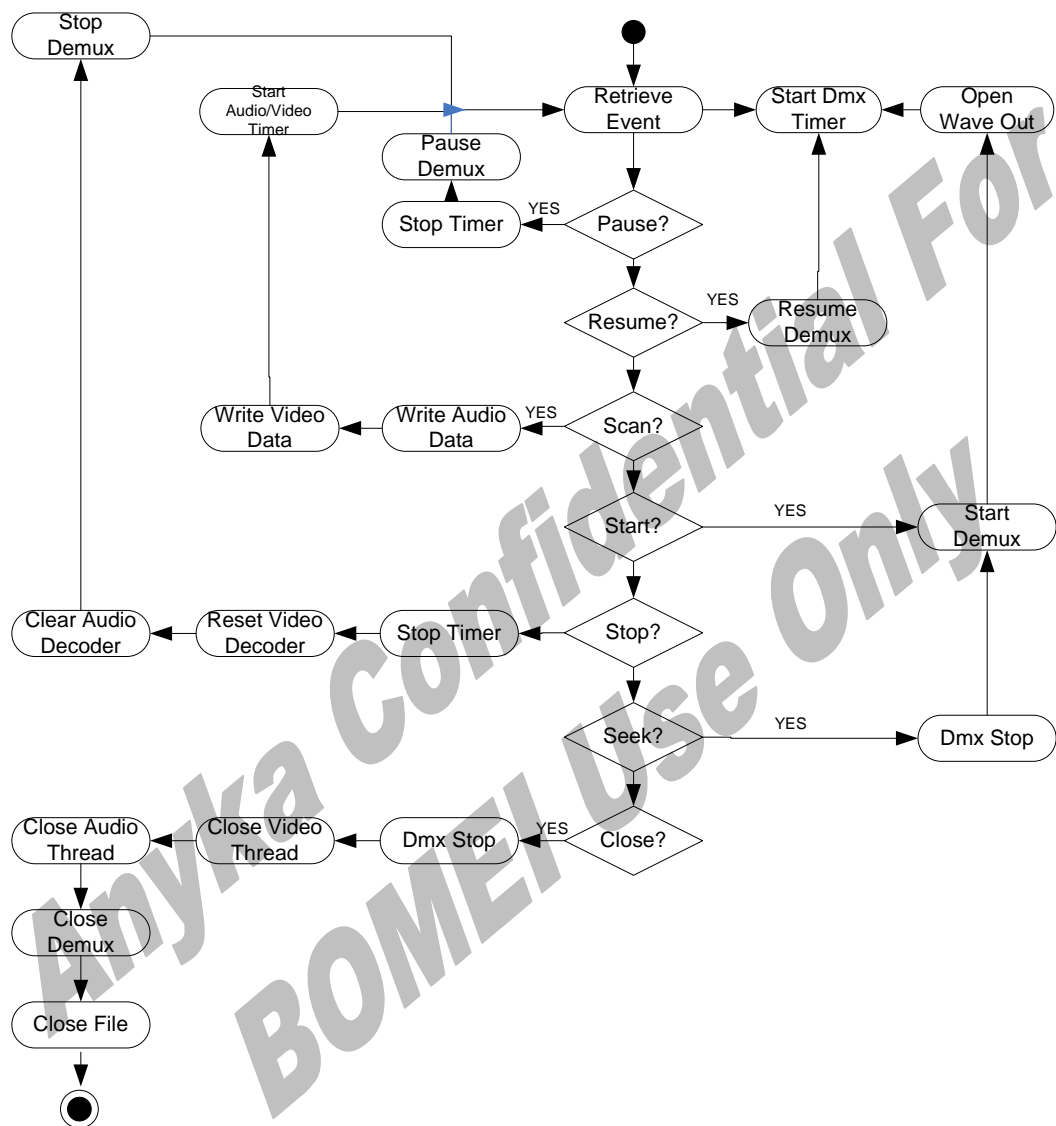 Stop
Demux
Start
Audio/Video
Timer
Retrieve
Event
Start Dmx
Timer
Open
Wave Out
Pause
Demux
Stop Timer
YES
Pause?
Resume?
YES
Resume
Demux
Write Video
Data
Write Audio
Data
YES
Scan?
Start?
YES
Start
Demux
Clear Audio
Decoder
Reset Video
Decoder
Stop Timer
Stop?
Seek?
YES
Dmx Stop
Close Audio
Thread
Close Video
Thread
Dmx Stop
YES
Close?
Close
Demux
Close File
Anyka Confidential For
BOMEI Use Only